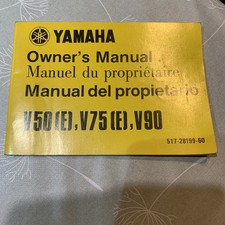 YAMAHA
Owner's Manual
Manuel du propriétaire
Manual del propietario
V50(E), V75(E), V90
517-28199-80